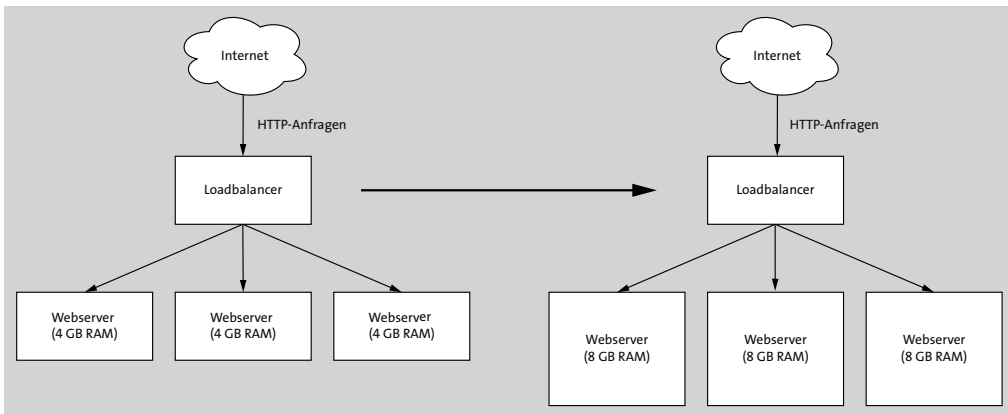 Internet
HTTP-Anfragen
Loadbalancer
Webserver
(4 GB RAM)
Webserver
(4 GB RAM)
Webserver
(4 GB RAM)
Internet
HTTP-Anfragen
Loadbalancer
Webserver
(8 GB RAM)
Webserver
(8 GB RAM)
Webserver
(8 GB RAM)